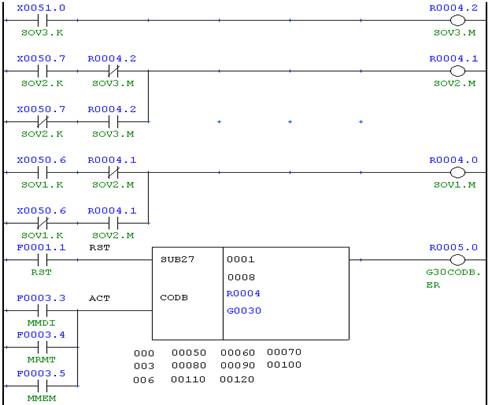 X0051.0 R0004.2
SOV3.K SOV3.M
X0050.7 R0004.2 R0004.1
SOV2.K SOV3.M SOV2.M
X0050.7 R0004.2
SOV2.K SOV3.M
X0050.6 R0004.1 R0004.0
SOV1.K SOV2.M SOV1.M
X0050.6 R0004.1
SOV1.K SOV2.M
F0001.1 RST SUB27 0001 R0005.0
RST 0008 G30CODB.
ER
F0003.3 ACT CODB R0004
MMDI G0030
F0003.4
MRMT
F0003.5
MMEM
000 00050 00060 00070
003 00080 00090 00100
006 00110 00120